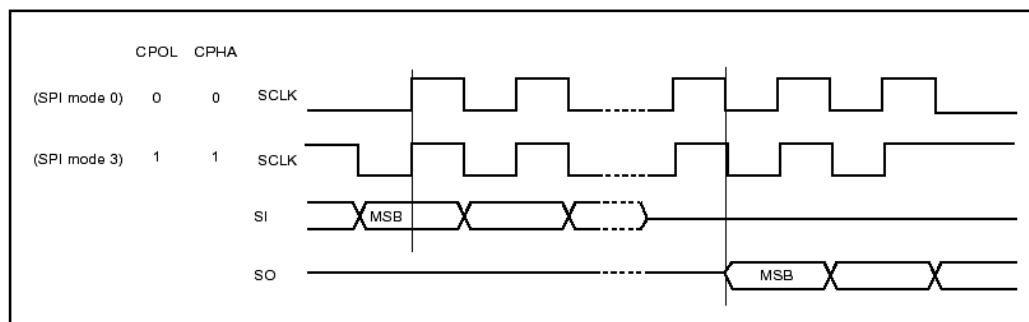 CPOL CPHA
(SPI mode 0) 0 0 SCLK
(SPI mode 3) 1 1 SCLK
SI MSB
SO MSB